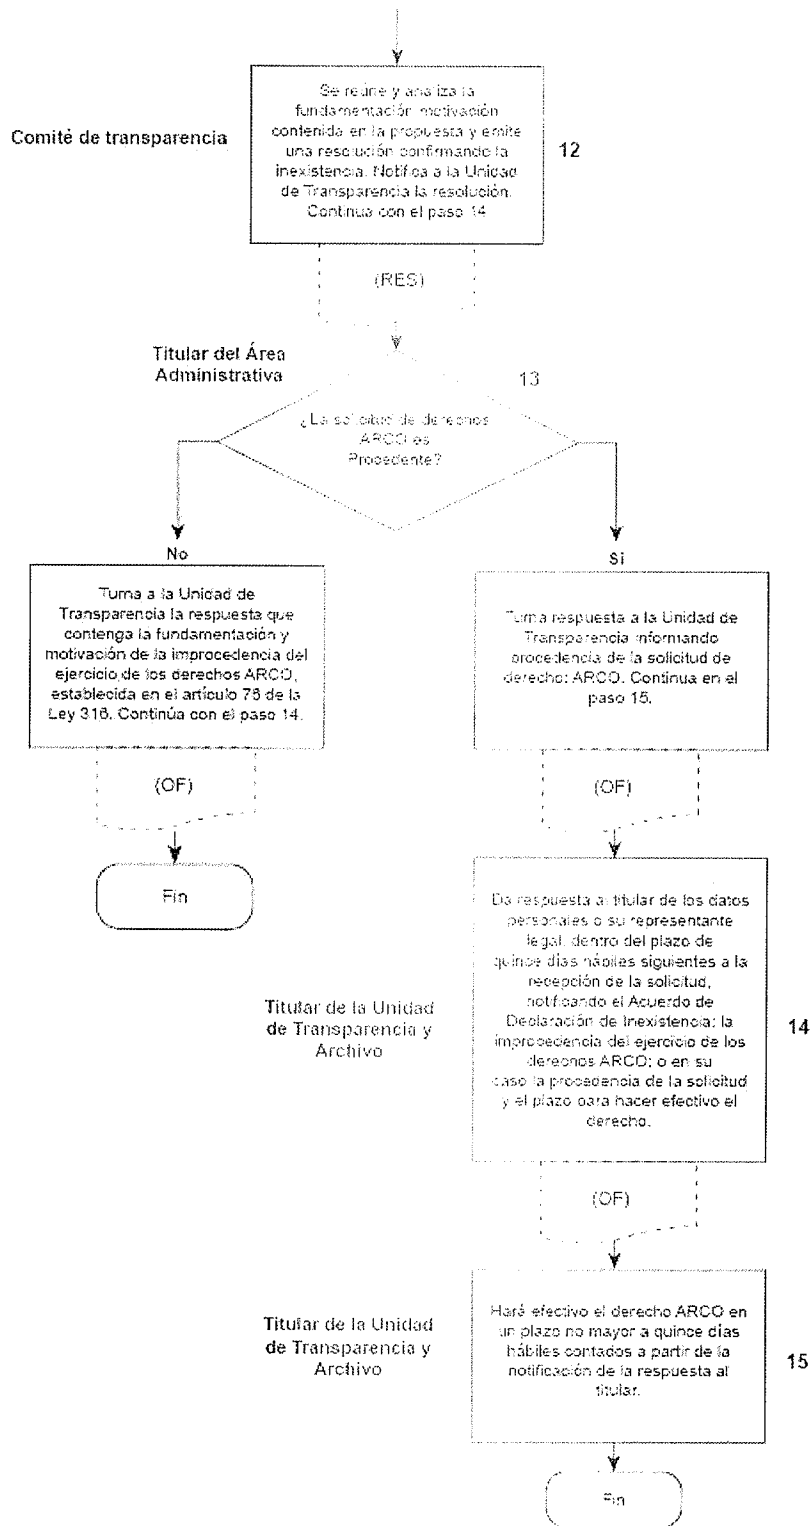 Comité de transparencia
Se reúne y analiza la
fundamentación motivación
contenida en la propuesta y emite
una resolución confirmando la
inexistencia. Notifica a la Unidad
de Transparencia la resolución.
Continua con el paso 14
12
(RES)
Titular del Área
Administrativa
13
¿La solicitud de derechos
ARCO es
Procedente?
No
Turna a la Unidad de
Transparencia la respuesta que
contenga la fundamentación y
motivación de la improcedencia del
ejercicio de los derechos ARCO,
establecida en el artículo 76 de la
Ley 316. Continúa con el paso 14.
(OF)
Fin
Si
Turna respuesta a la Unidad de
Transparencia informando
procedencia de la solicitud de
derecho: ARCO. Continua en el
paso 15.
(OF)
Titular de la Unidad
de Transparencia y
Archivo
Da respuesta al titular de los datos
personales o su representante
legal, dentro del plazo de
quince días hábiles siguientes a la
recepción de la solicitud,
notificando el Acuerdo de
Declaración de Inexistencia; la
improcedencia del ejercicio de los
derechos ARCO; o en su
caso la procedencia de la solicitud
y el plazo para hacer efectivo el
derecho.
14
(OF)
Titular de la Unidad
de Transparencia y
Archivo
Hará efectivo el derecho ARCO en
un plazo no mayor a quince días
hábiles contados a partir de la
notificación de la respuesta al
titular.
15
Fin